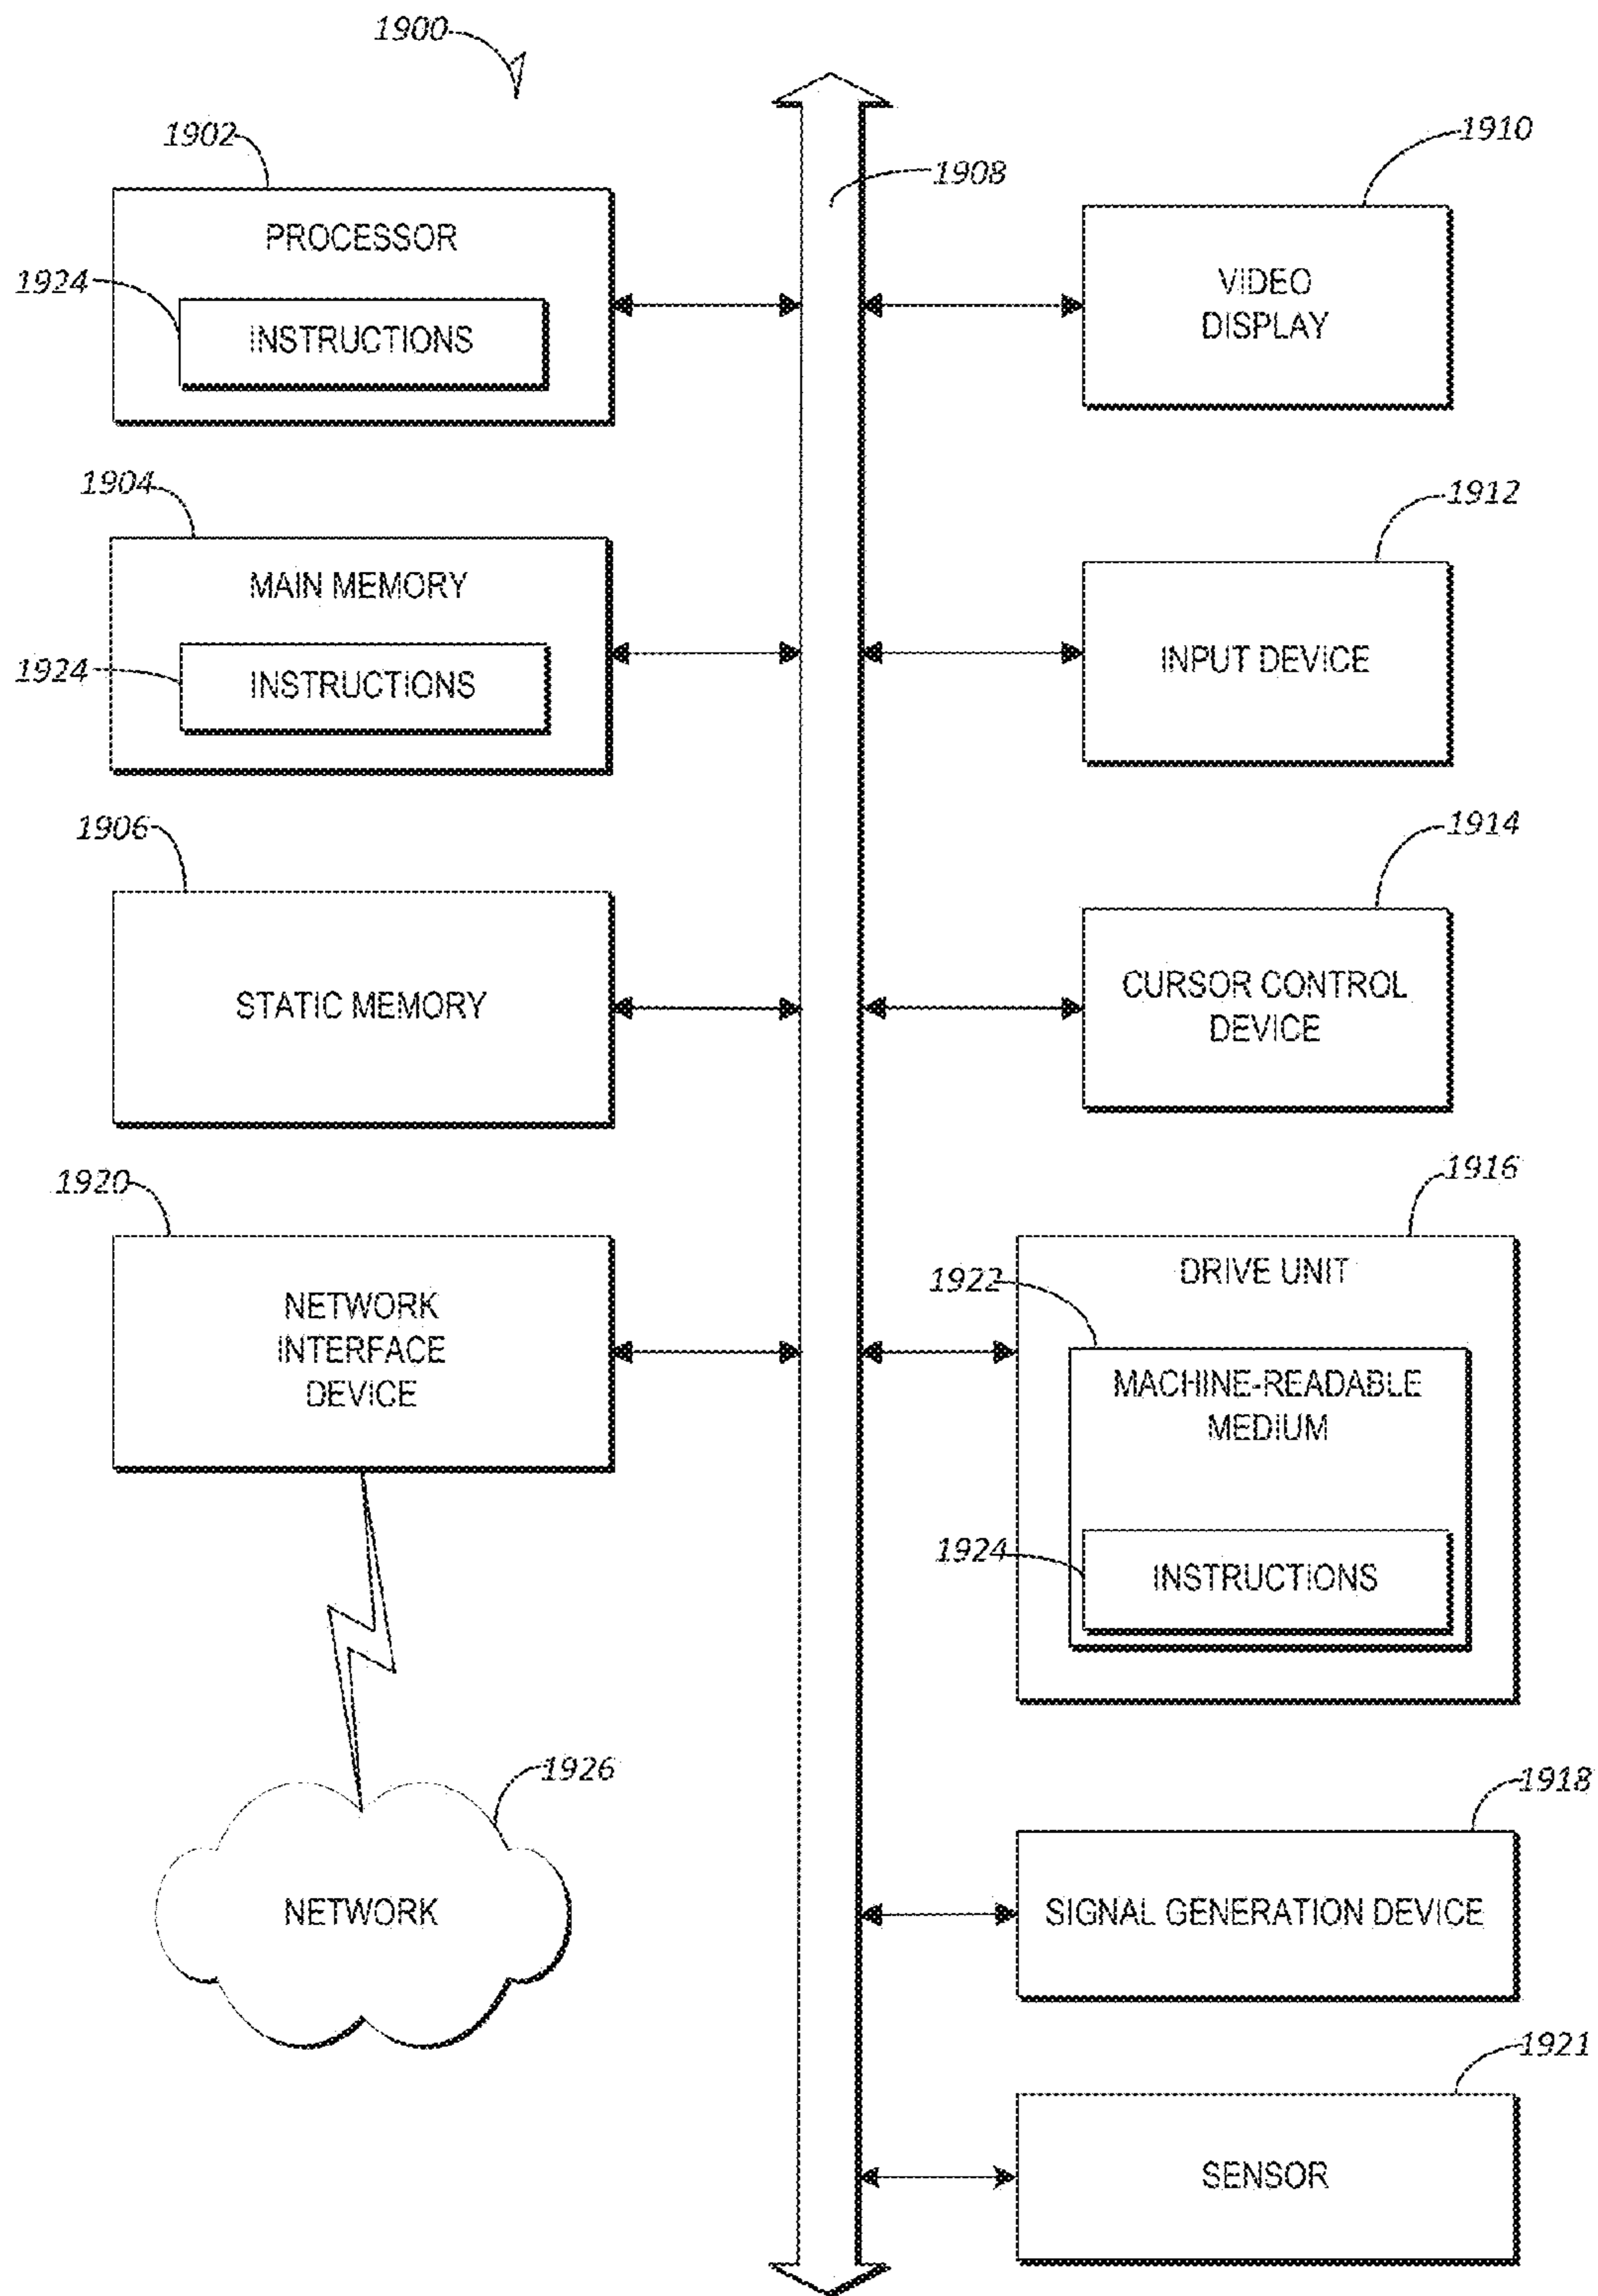 1900
1902
PROCESSOR
1924
INSTRUCTIONS
1904
MAIN MEMORY
1924
INSTRUCTIONS
1906
STATIC MEMORY
1920
NETWORK
INTERFACE
DEVICE
1926
NETWORK
1908
1910
VIDEO
DISPLAY
1912
INPUT DEVICE
1914
CURSOR CONTROL
DEVICE
1916
DRIVE UNIT
1922
MACHINE-READABLE
MEDIUM
1924
INSTRUCTIONS
1918
SIGNAL GENERATION DEVICE
1921
SENSOR